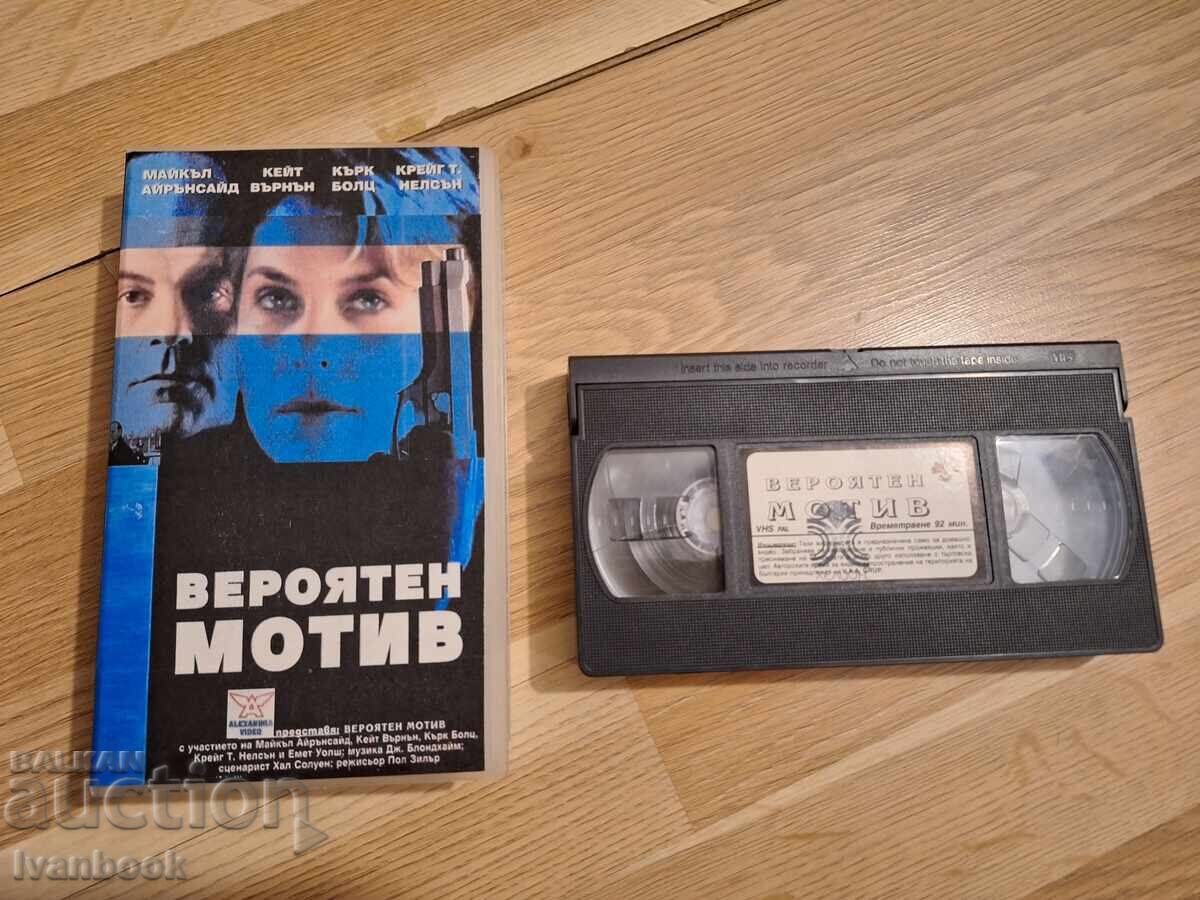 МАЙКЪЛ АЙРЪНСАЙД
КЕЙТ ВЪРНЪН
КЪРК БОЛЦ
КРЕЙГ Т. НЕЛСЪН
ВЕРОЯТЕН
МОТИВ
ALEXANDRA
VIDEO
представя: ВЕРОЯТЕН МОТИВ
с участието на Майкъл Айрънсайд, Кейт Върнън, Кърк Болц,
Крейг Т. Нелсън и Емет Уолш; музика Дж. Блондхайм;
сценарист Хал Солуен; режисьор Пол Зилър
Insert this side into recorder
Do not touch the tape inside
VHS
ВЕРОЯТЕН
МОТИВ
VHS PAL
Времетраене 92 мин.
BALKAN
auction
Ivanbook